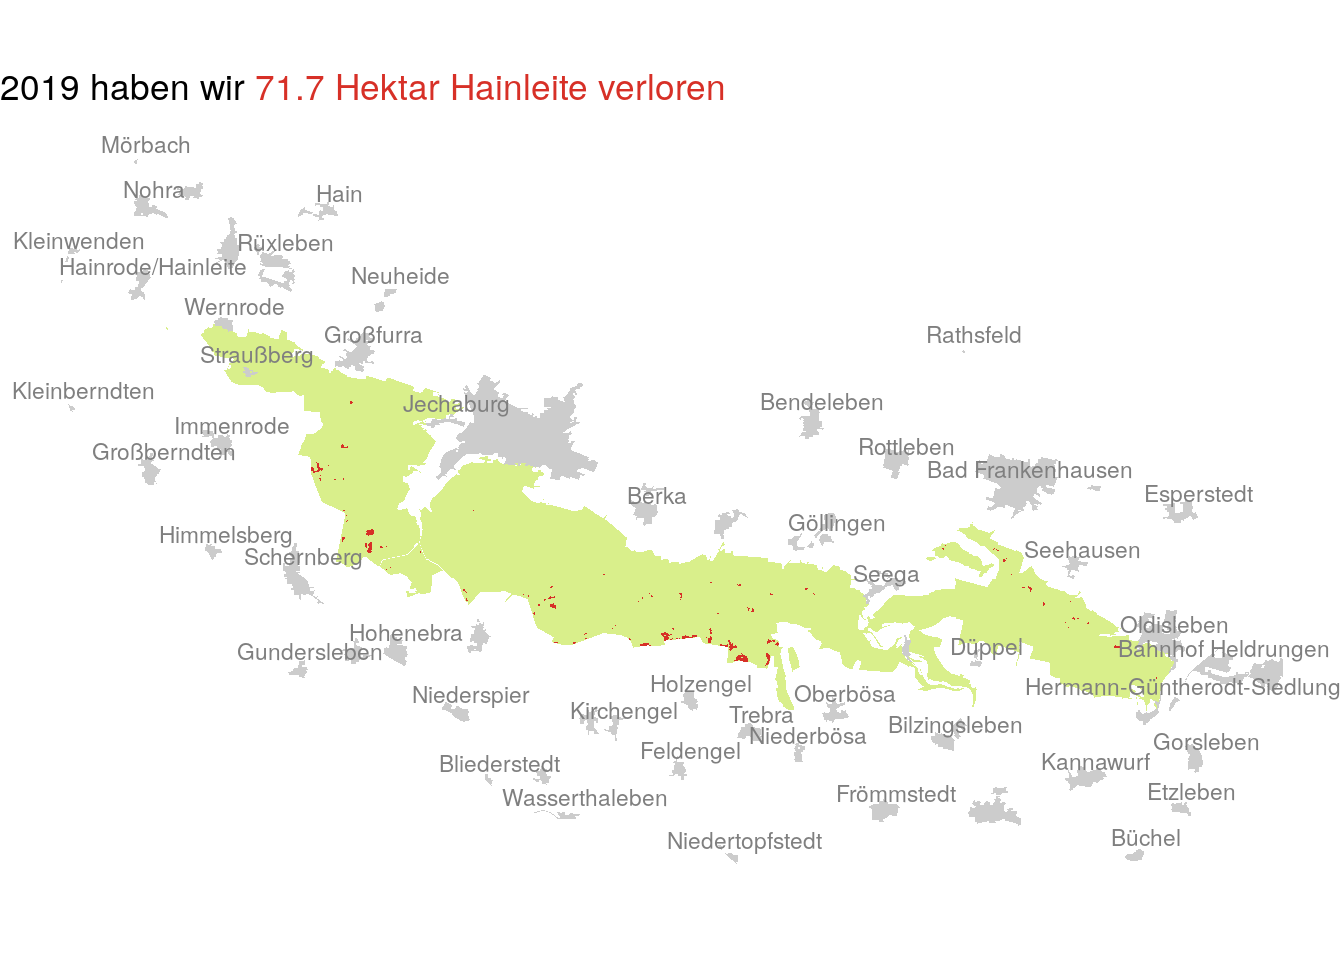 2019 haben wir 71.7 Hektar Hainleite verloren
Mörbach
Nohra
Hain
Kleinwenden
Rüxleben
Hainrode/Hainleite
Neuheide
Wernrode
Großfurra
Rathsfeld
Straußberg
Kleinberndten
Jechaburg
Bendeleben
Immenrode
Großberndten
Rottleben
Bad Frankenhausen
Berka
Esperstedt
Göllingen
Himmelsberg
Schernberg
Seehausen
Seega
Oldisleben
Hohenebra
Gundersleben
Düppel
Bahnhof Heldrungen
Holzengel
Hermann-Güntherodt-Siedlung
Niederspier
Oberbösa
Kirchengel
Trebra
Bilzingsleben
Niederbösa
Gorsleben
Feldengel
Bliederstedt
Kannawurf
Wasserthaleben
Frömmstedt
Etzleben
Niedertopfstedt
Büchel